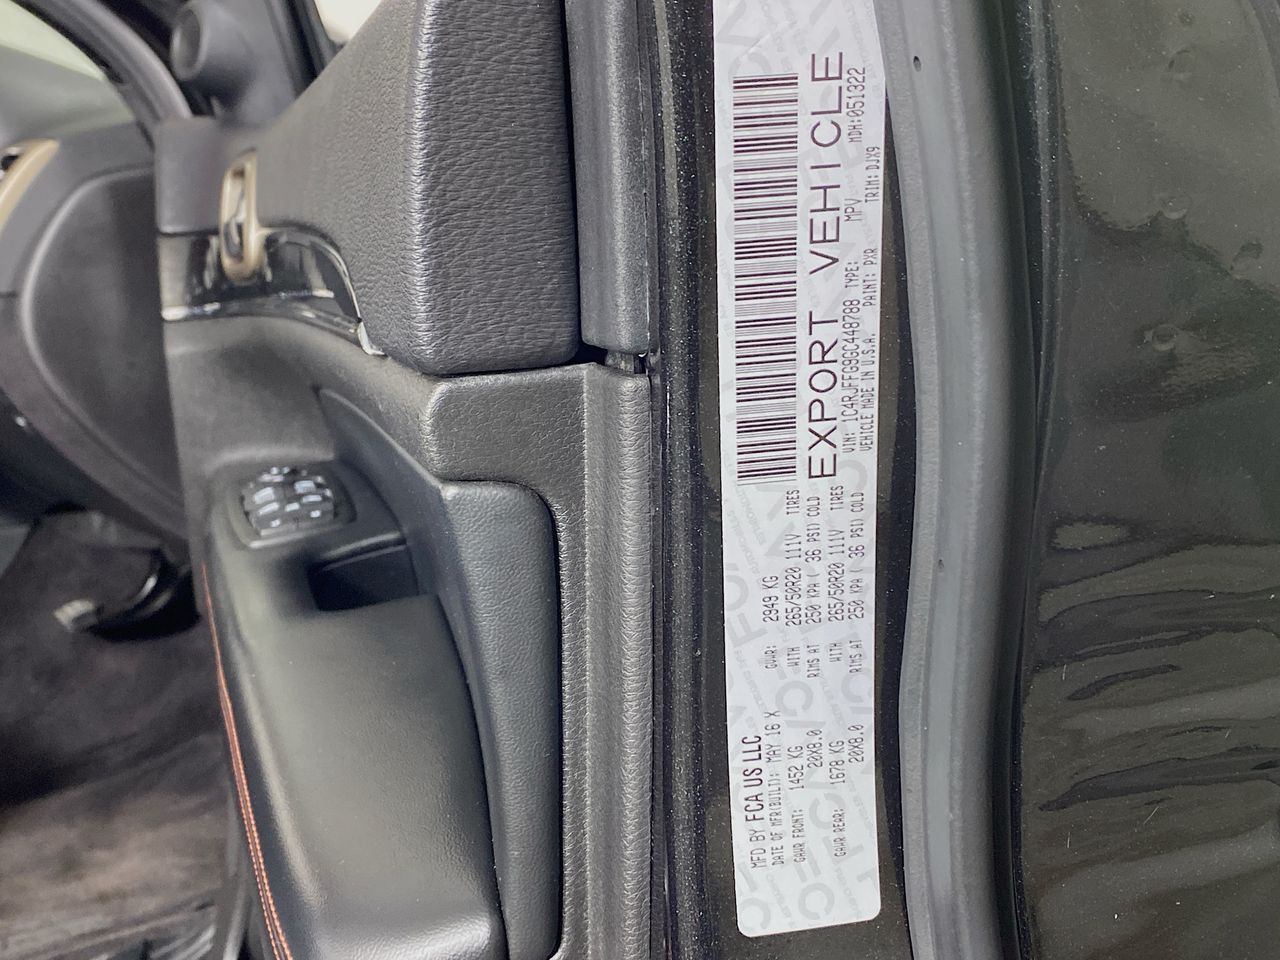 MFD BY FCA US LLC
DATE OF MFR(BUILT): MAY 16 X GVWR: 2949 KG
GAWR FRONT: 1452 KG WITH 265/50R20 111V TIRES
20X8.0 RIMS AT 250 KPA( 36 PSI) COLD
GAWR REAR: 1678 KG WITH 265/50R20 111V TIRES
20X8.0 RIMS AT 250 KPA( 36 PSI) COLD
EXPORT VEHICLE
VIN: 1C4RJFFG9GC448788 TYPE: MPV MDH:051322
VEHICLE MADE IN U.S.A. PAINT: PXR TRIM: DJX9